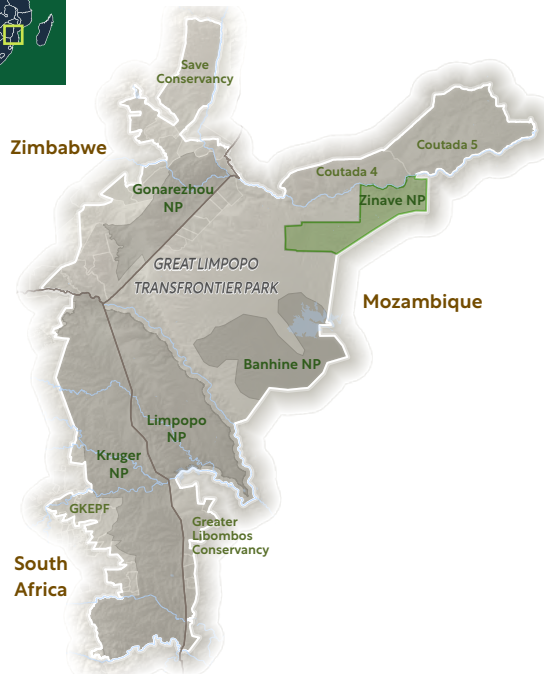 Save
Conservancy
Zimbabwe
Coutada 5
Coutada 4
Gonarezhou
NP
Zinave NP
GREAT LIMPOPO
TRANSFRONTIER PARK
Mozambique
Banhine NP
Limpopo
NP
Kruger
NP
GKEPF
Greater
Libombos
Conservancy
South
Africa